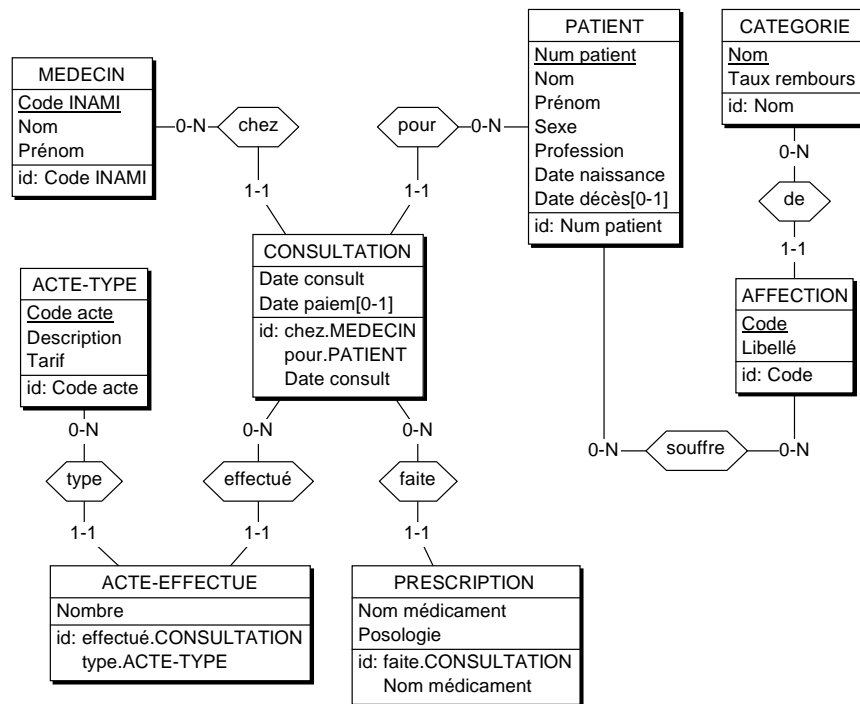 PATIENT
Num patient
Nom
Prénom
Sexe
Profession
Date naissance
Date décès[0-1]
id: Num patient
CATEGORIE
Nom
Taux rembours
id: Nom
MEDECIN
Code INAMI
Nom
Prénom
id: Code INAMI
0-N
chez
1-1
pour
0-N
1-1
0-N
de
1-1
CONSULTATION
Date consult
Date paiem[0-1]
id: chez.MEDECIN
pour.PATIENT
Date consult
ACTE-TYPE
Code acte
Description
Tarif
id: Code acte
AFFECTION
Code
Libellé
id: Code
0-N
souffre
0-N
0-N
type
1-1
0-N
effectué
1-1
0-N
faite
1-1
ACTE-EFFECTUE
Nombre
id: effectué.CONSULTATION
type.ACTE-TYPE
PRESCRIPTION
Nom médicament
Posologie
id: faite.CONSULTATION
Nom médicament